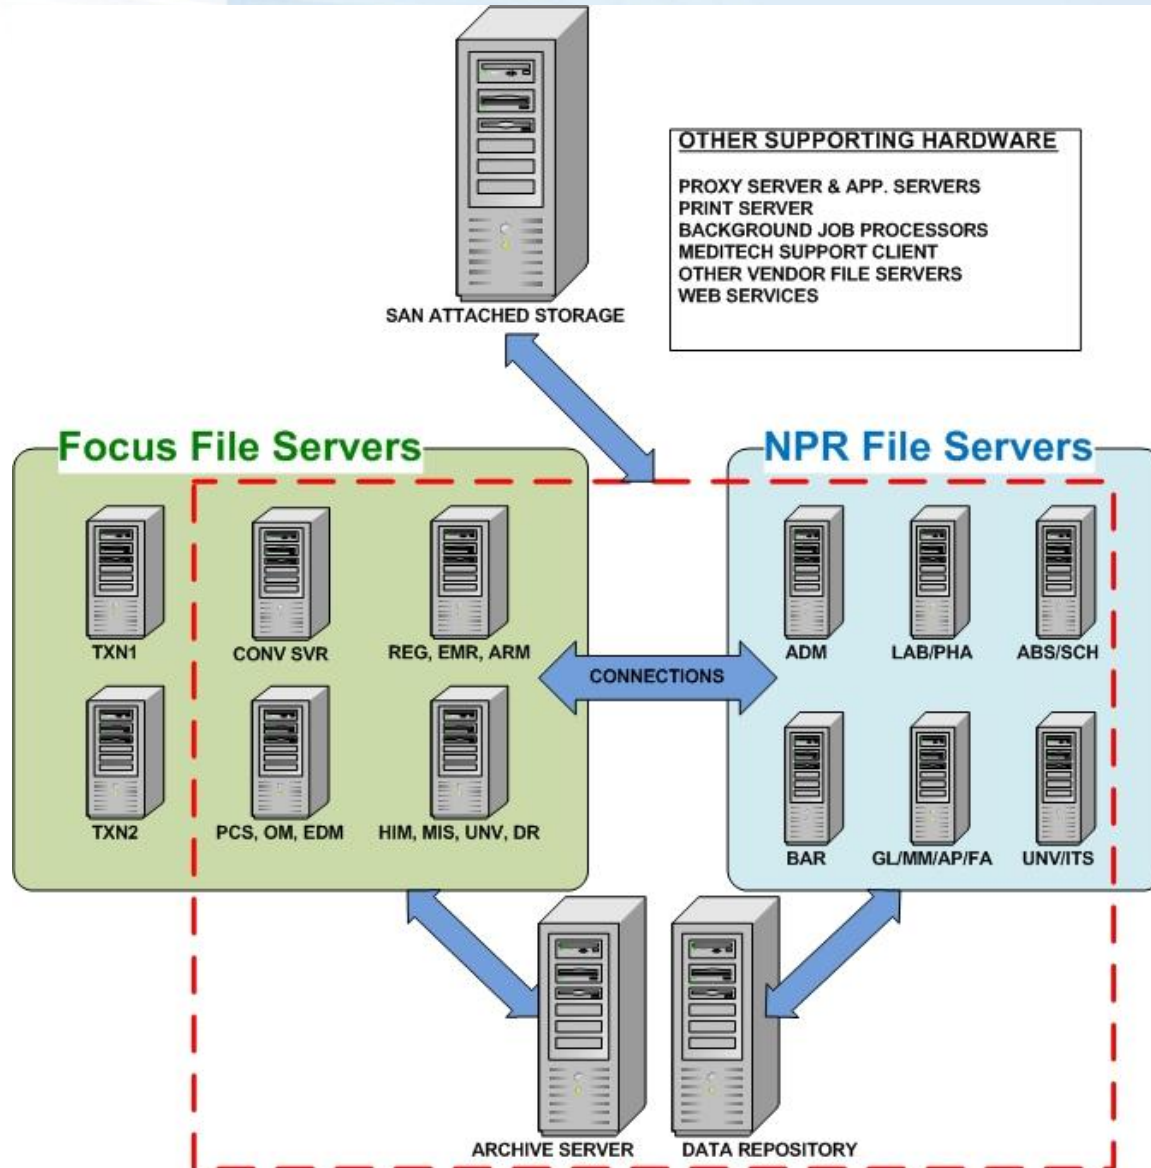 OTHER SUPPORTING HARDWARE
PROXY SERVER & APP. SERVERS
PRINT SERVER
BACKGROUND JOB PROCESSORS
MEDITECH SUPPORT CLIENT
OTHER VENDOR FILE SERVERS
WEB SERVICES
SAN ATTACHED STORAGE
Focus File Servers
TXN1
CONV SVR
REG, EMR, ARM
TXN2
PCS, OM, EDM
HIM, MIS, UNV, DR
CONNECTIONS
NPR File Servers
ADM
LAB/PHA
ABS/SCH
BAR
GL/MM/AP/FA
UNV/ITS
ARCHIVE SERVER
DATA REPOSITORY